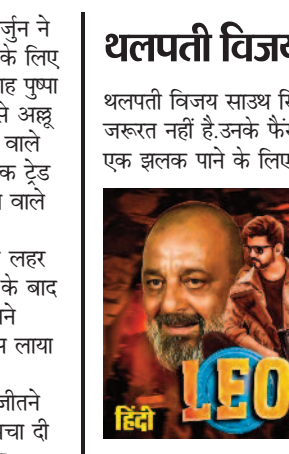 र्जुन ने
के लिए
ह पुष्पा
से अल्लू
वाले
क ट्रेड
वाले
लहर
के बाद
ने
लाया
जीतने
चा दी
थलपती विजय
थलपती विजय साउथ
जरूरत नहीं है.उनके
एक झलक पाने के लिए
हिंदी
LEO